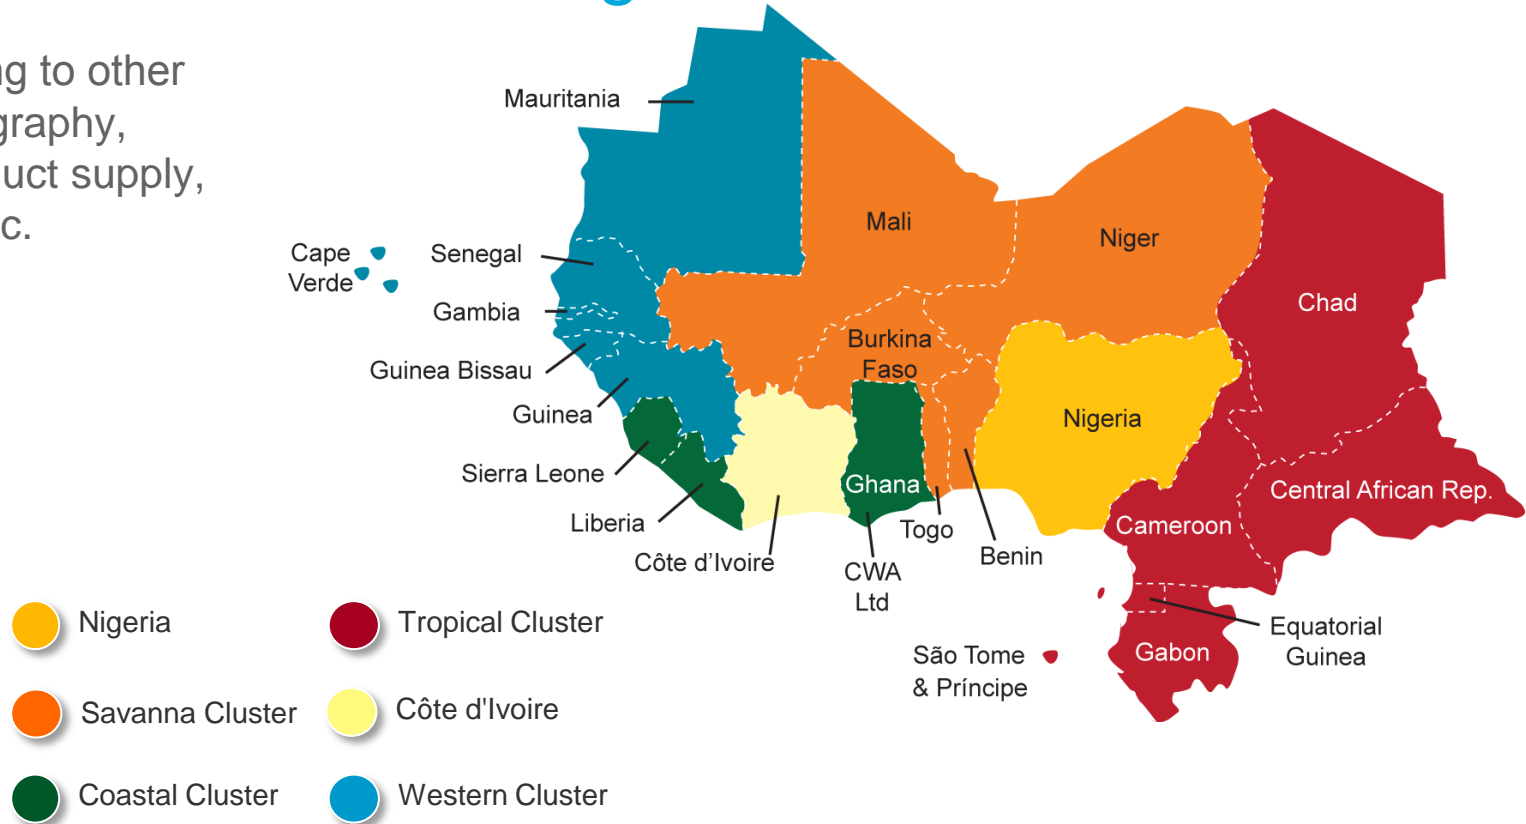 ng to other
graphy,
uct supply,
c.
Mauritania
Mali
Niger
Chad
Cape
Verde
Senegal
Gambia
Guinea Bissau
Guinea
Sierra Leone
Liberia
Côte d’Ivoire
Burkina
Faso
Ghana
CWA
Ltd
Togo
Benin
Nigeria
Cameroon
Central African Rep.
Equatorial
Guinea
Gabon
São Tome
& Príncipe
Nigeria
Tropical Cluster
Savanna Cluster
Côte d'Ivoire
Coastal Cluster
Western Cluster